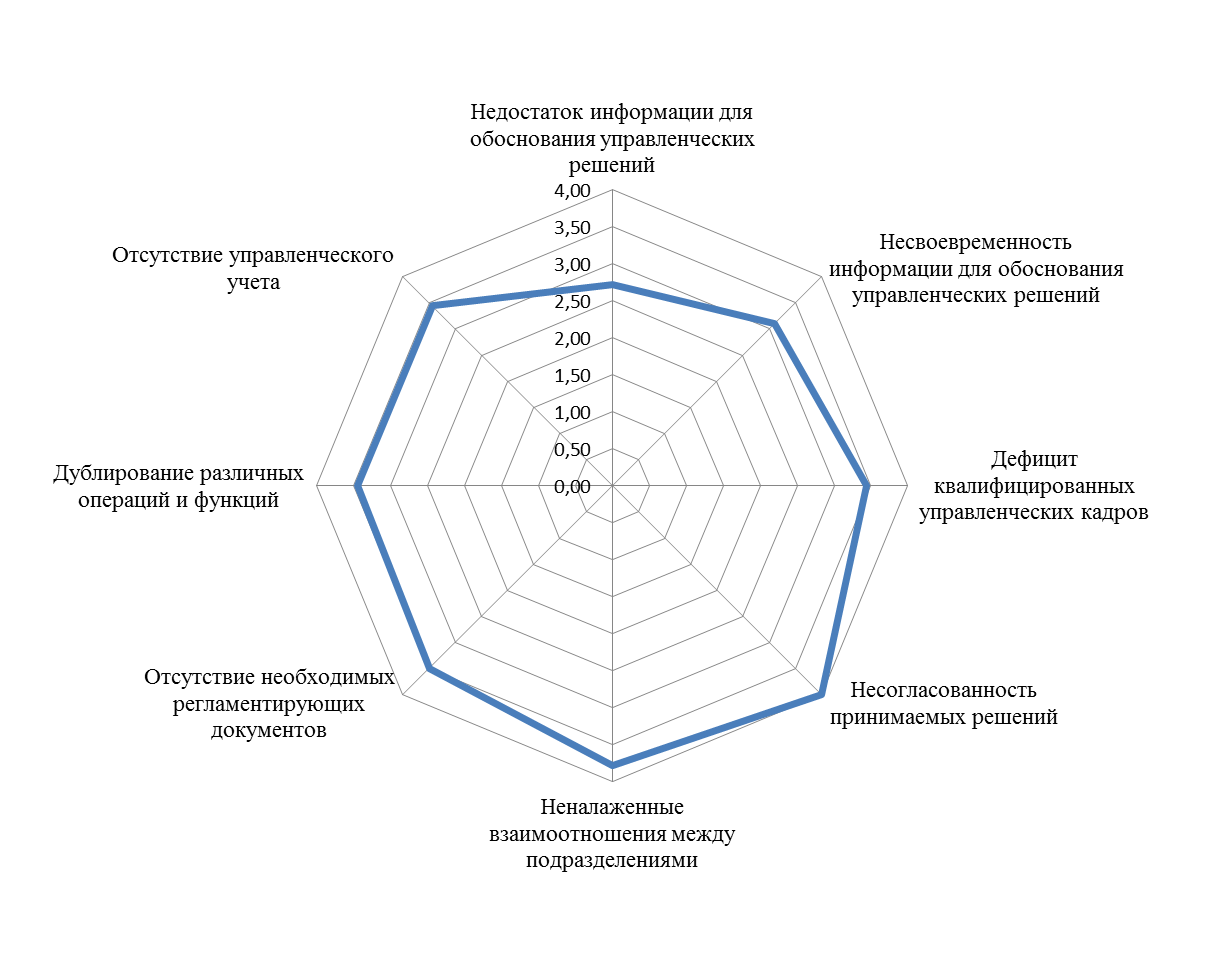 Недостаток информации для
обоснования управленческих
решений
4,00
3,50
3,00
2,50
2,00
1,50
1,00
0,50
0,00
Несвоевременность
информации для обоснования
управленческих решений
Дефицит
квалифицированных
управленческих кадров
Несогласованность
принимаемых решений
Неналаженные
взаимоотношения между
подразделениями
Отсутствие необходимых
регламентирующих
документов
Дублирование различных
операций и функций
Отсутствие управленческого
учета